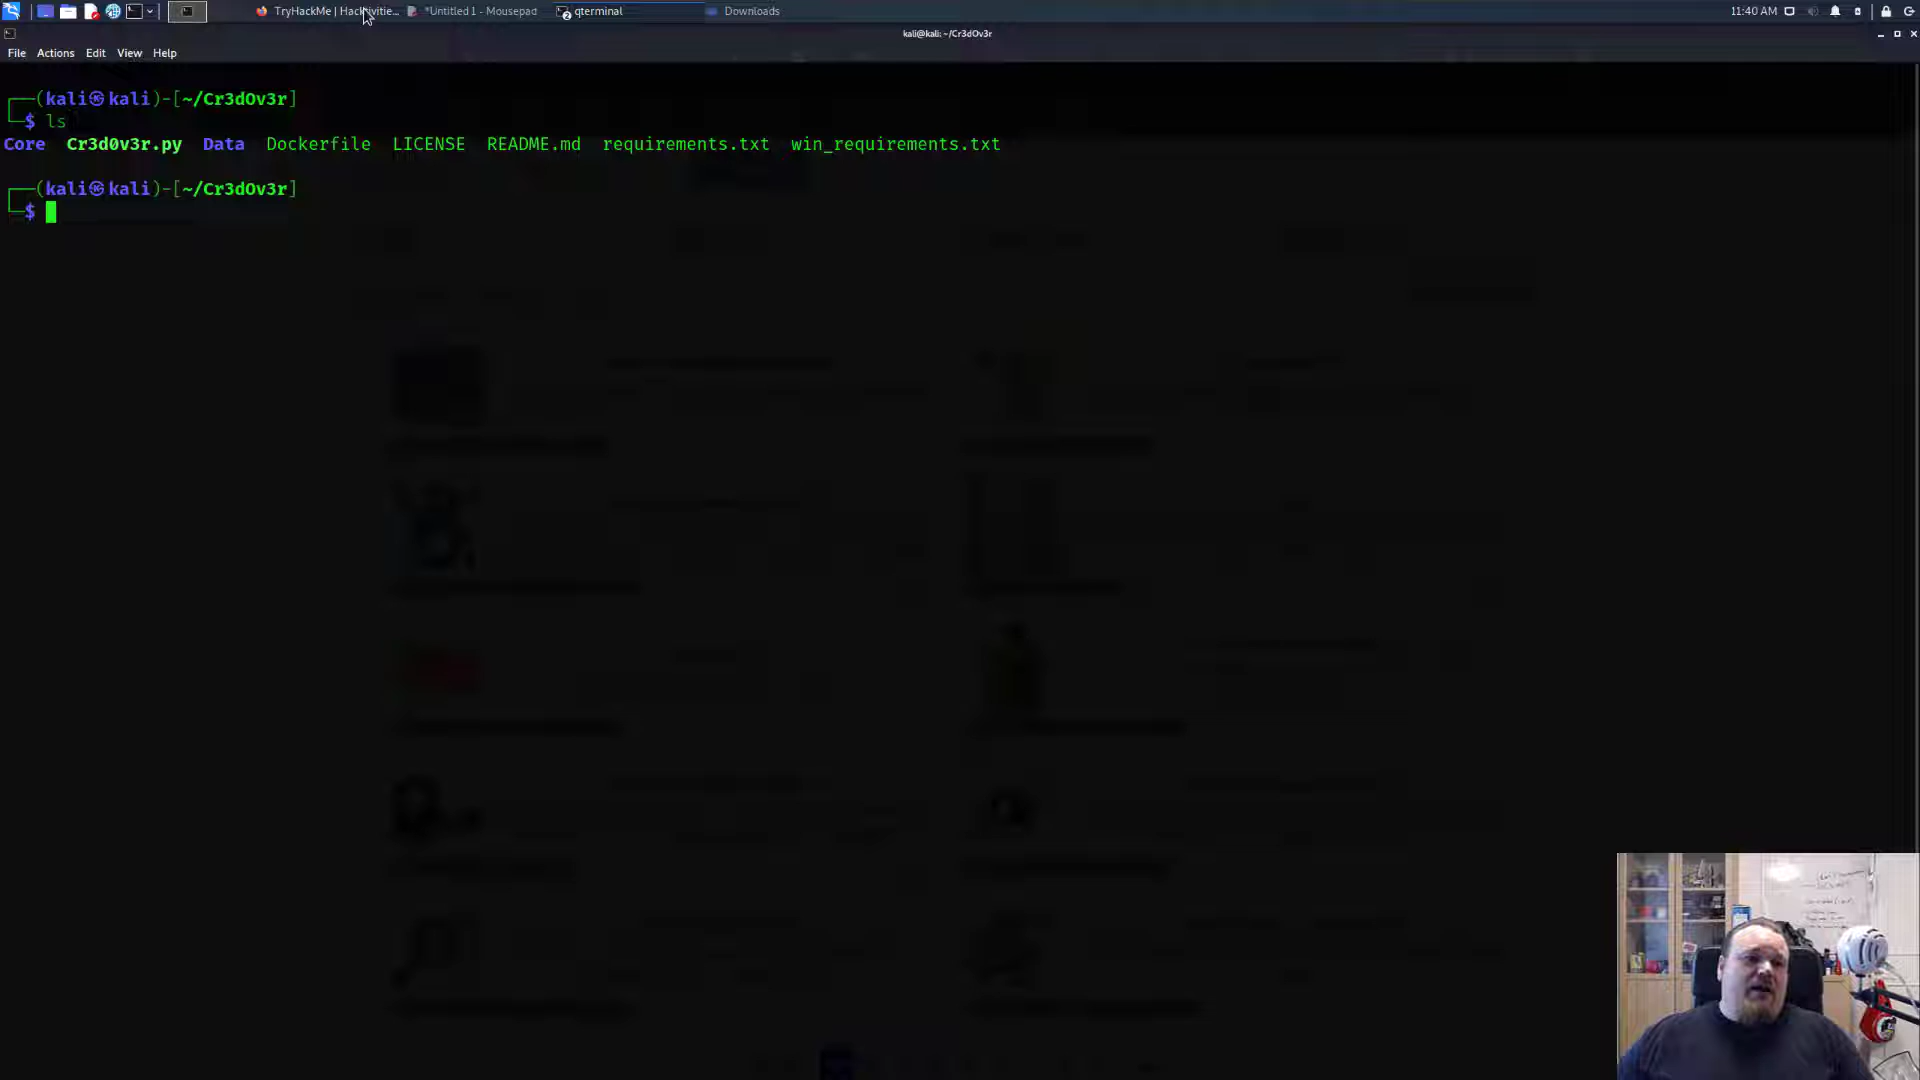 TryHackMe | Hacktivitie...
*Untitled 1 - Mousepad
qterminal
Downloads
11:40 AM
kali@kali: ~/Cr3dOv3r
File Actions Edit View Help
┌──(kali㉿kali)-[~/Cr3dOv3r]
└─$ ls
Core Cr3d0v3r.py Data Dockerfile LICENSE README.md requirements.txt win_requirements.txt
┌──(kali㉿kali)-[~/Cr3dOv3r]
└─$